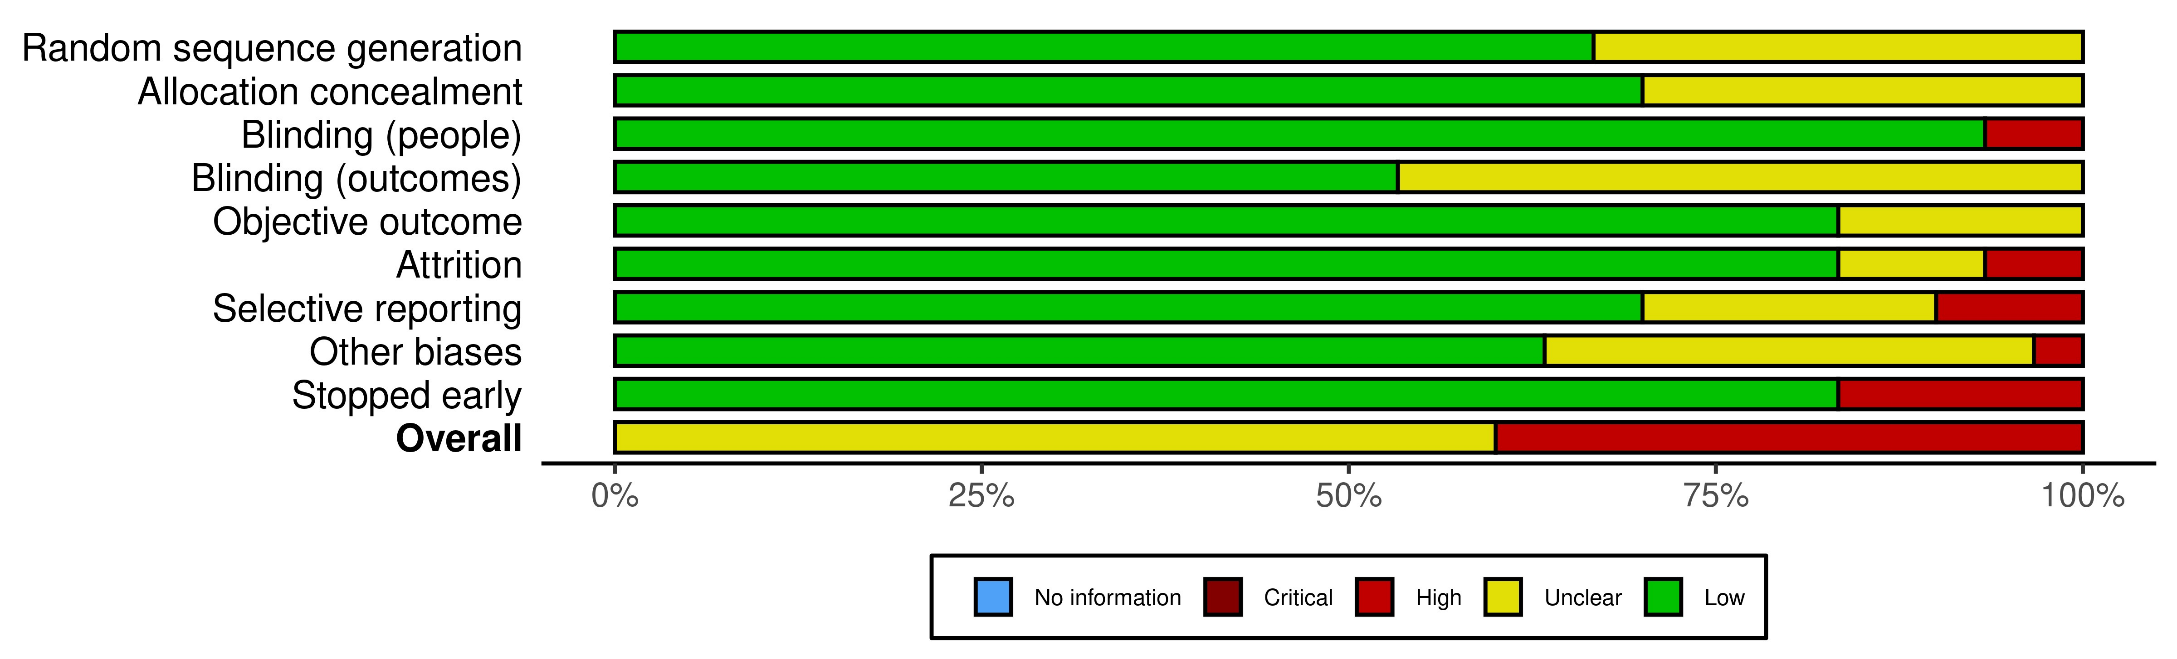 Random sequence generation
Allocation concealment
Blinding (people)
Blinding (outcomes)
Objective outcome
Attrition
Selective reporting
Other biases
Stopped early
Overall
0% 25% 50% 75% 100%
No information Critical High Unclear Low